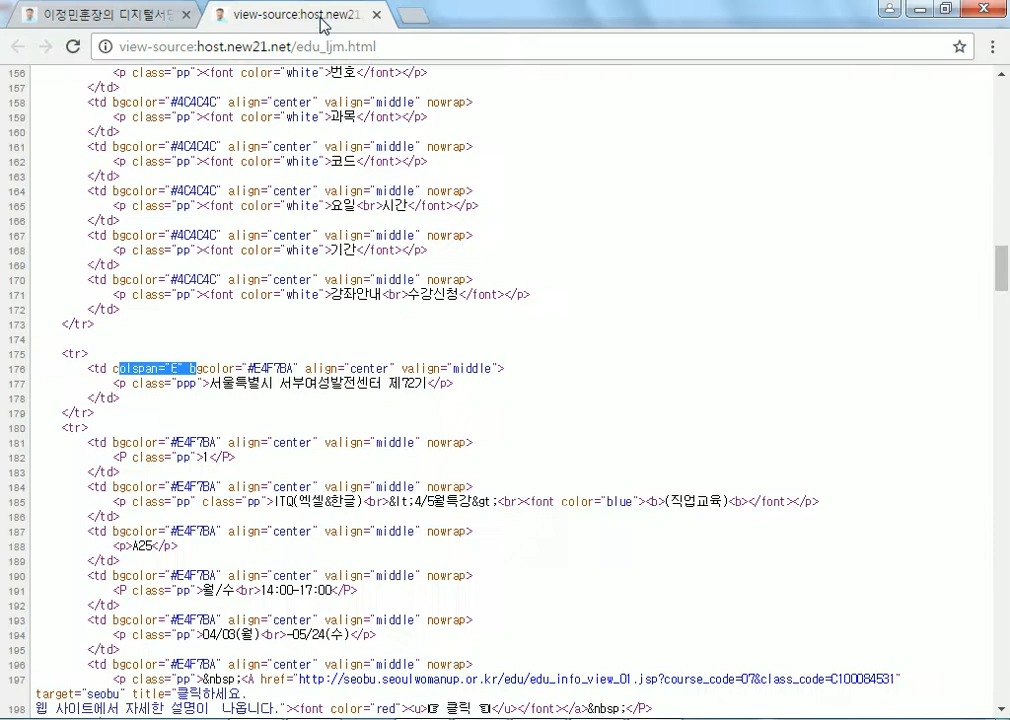 이정민훈장의 디지털서당
view-source:host.new21.
view-source:host.new21.net/edu_ljm.html
156 <p class="pp"><font color="white">번호</font></p>
157 </td>
158 <td bgcolor="#4C4C4C" align="center" valign="middle" nowrap>
159 <p class="pp"><font color="white">과목</font></p>
160 </td>
161 <td bgcolor="#4C4C4C" align="center" valign="middle" nowrap>
162 <p class="pp"><font color="white">코드</font></p>
163 </td>
164 <td bgcolor="#4C4C4C" align="center" valign="middle" nowrap>
165 <p class="pp"><font color="white">요일<br>시간</font></p>
166 </td>
167 <td bgcolor="#4C4C4C" align="center" valign="middle" nowrap>
168 <p class="pp"><font color="white">기간</font></p>
169 </td>
170 <td bgcolor="#4C4C4C" align="center" valign="middle" nowrap>
171 <p class="pp"><font color="white">강좌안내<br>수강신청</font></p>
172 </td>
173 </tr>
174
175 <tr>
176 <td colspan="E" bgcolor="#E4F7BA" align="center" valign="middle">
177 <p class="ppp">서울특별시 서부여성발전센터 제72기</p>
178 </td>
179 </tr>
180 <tr>
181 <td bgcolor="#E4F7BA" align="center" valign="middle" nowrap>
182 <P class="pp">1</P>
183 </td>
184 <td bgcolor="#E4F7BA" align="center" valign="middle" nowrap>
185 <p class="pp" class="pp">ITQ(엑셀&한글)<br>&lt;4/5월특강&gt;<br><font color="blue"><b>(직업교육)<b></font></p>
186 </td>
187 <td bgcolor="#E4F7BA" align="center" valign="middle" nowrap>
188 <p>A25</p>
189 </td>
190 <td bgcolor="#E4F7BA" align="center" valign="middle" nowrap>
191 <P class="pp">월/수<br>14:00-17:00</P>
192 </td>
193 <td bgcolor="#E4F7BA" align="center" valign="middle" nowrap>
194 <p class="pp">04/03(월)<br>-05/24(수)</p>
195 </td>
196 <td bgcolor="#E4F7BA" align="center" valign="middle" nowrap>
197 <p class="pp">&nbsp;<A href="http://seobu.seoulwomanup.or.kr/edu/edu_info_view_01.jsp?course_code=07&class_code=C100084531"
target="seobu" title="클릭하세요.
198 웹 사이트에서 자세한 설명이 나옵니다."><font color="red"><u>☞ 클릭 ☜</u></font></a>&nbsp;</P>